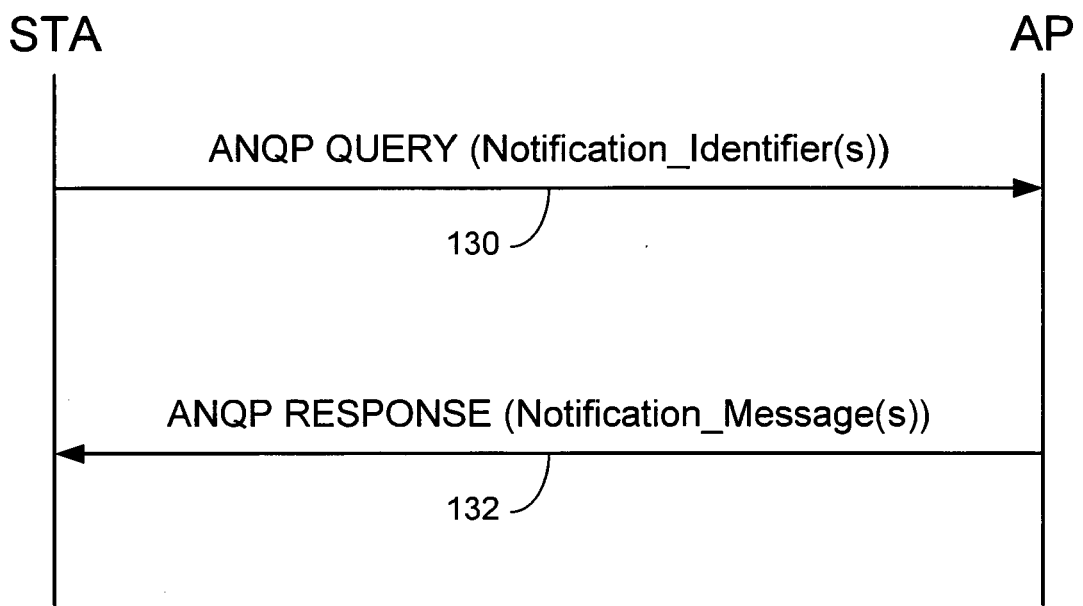 STA
AP
ANQP QUERY (Notification_Identifier(s))
130
ANQP RESPONSE (Notification_Message(s))
132